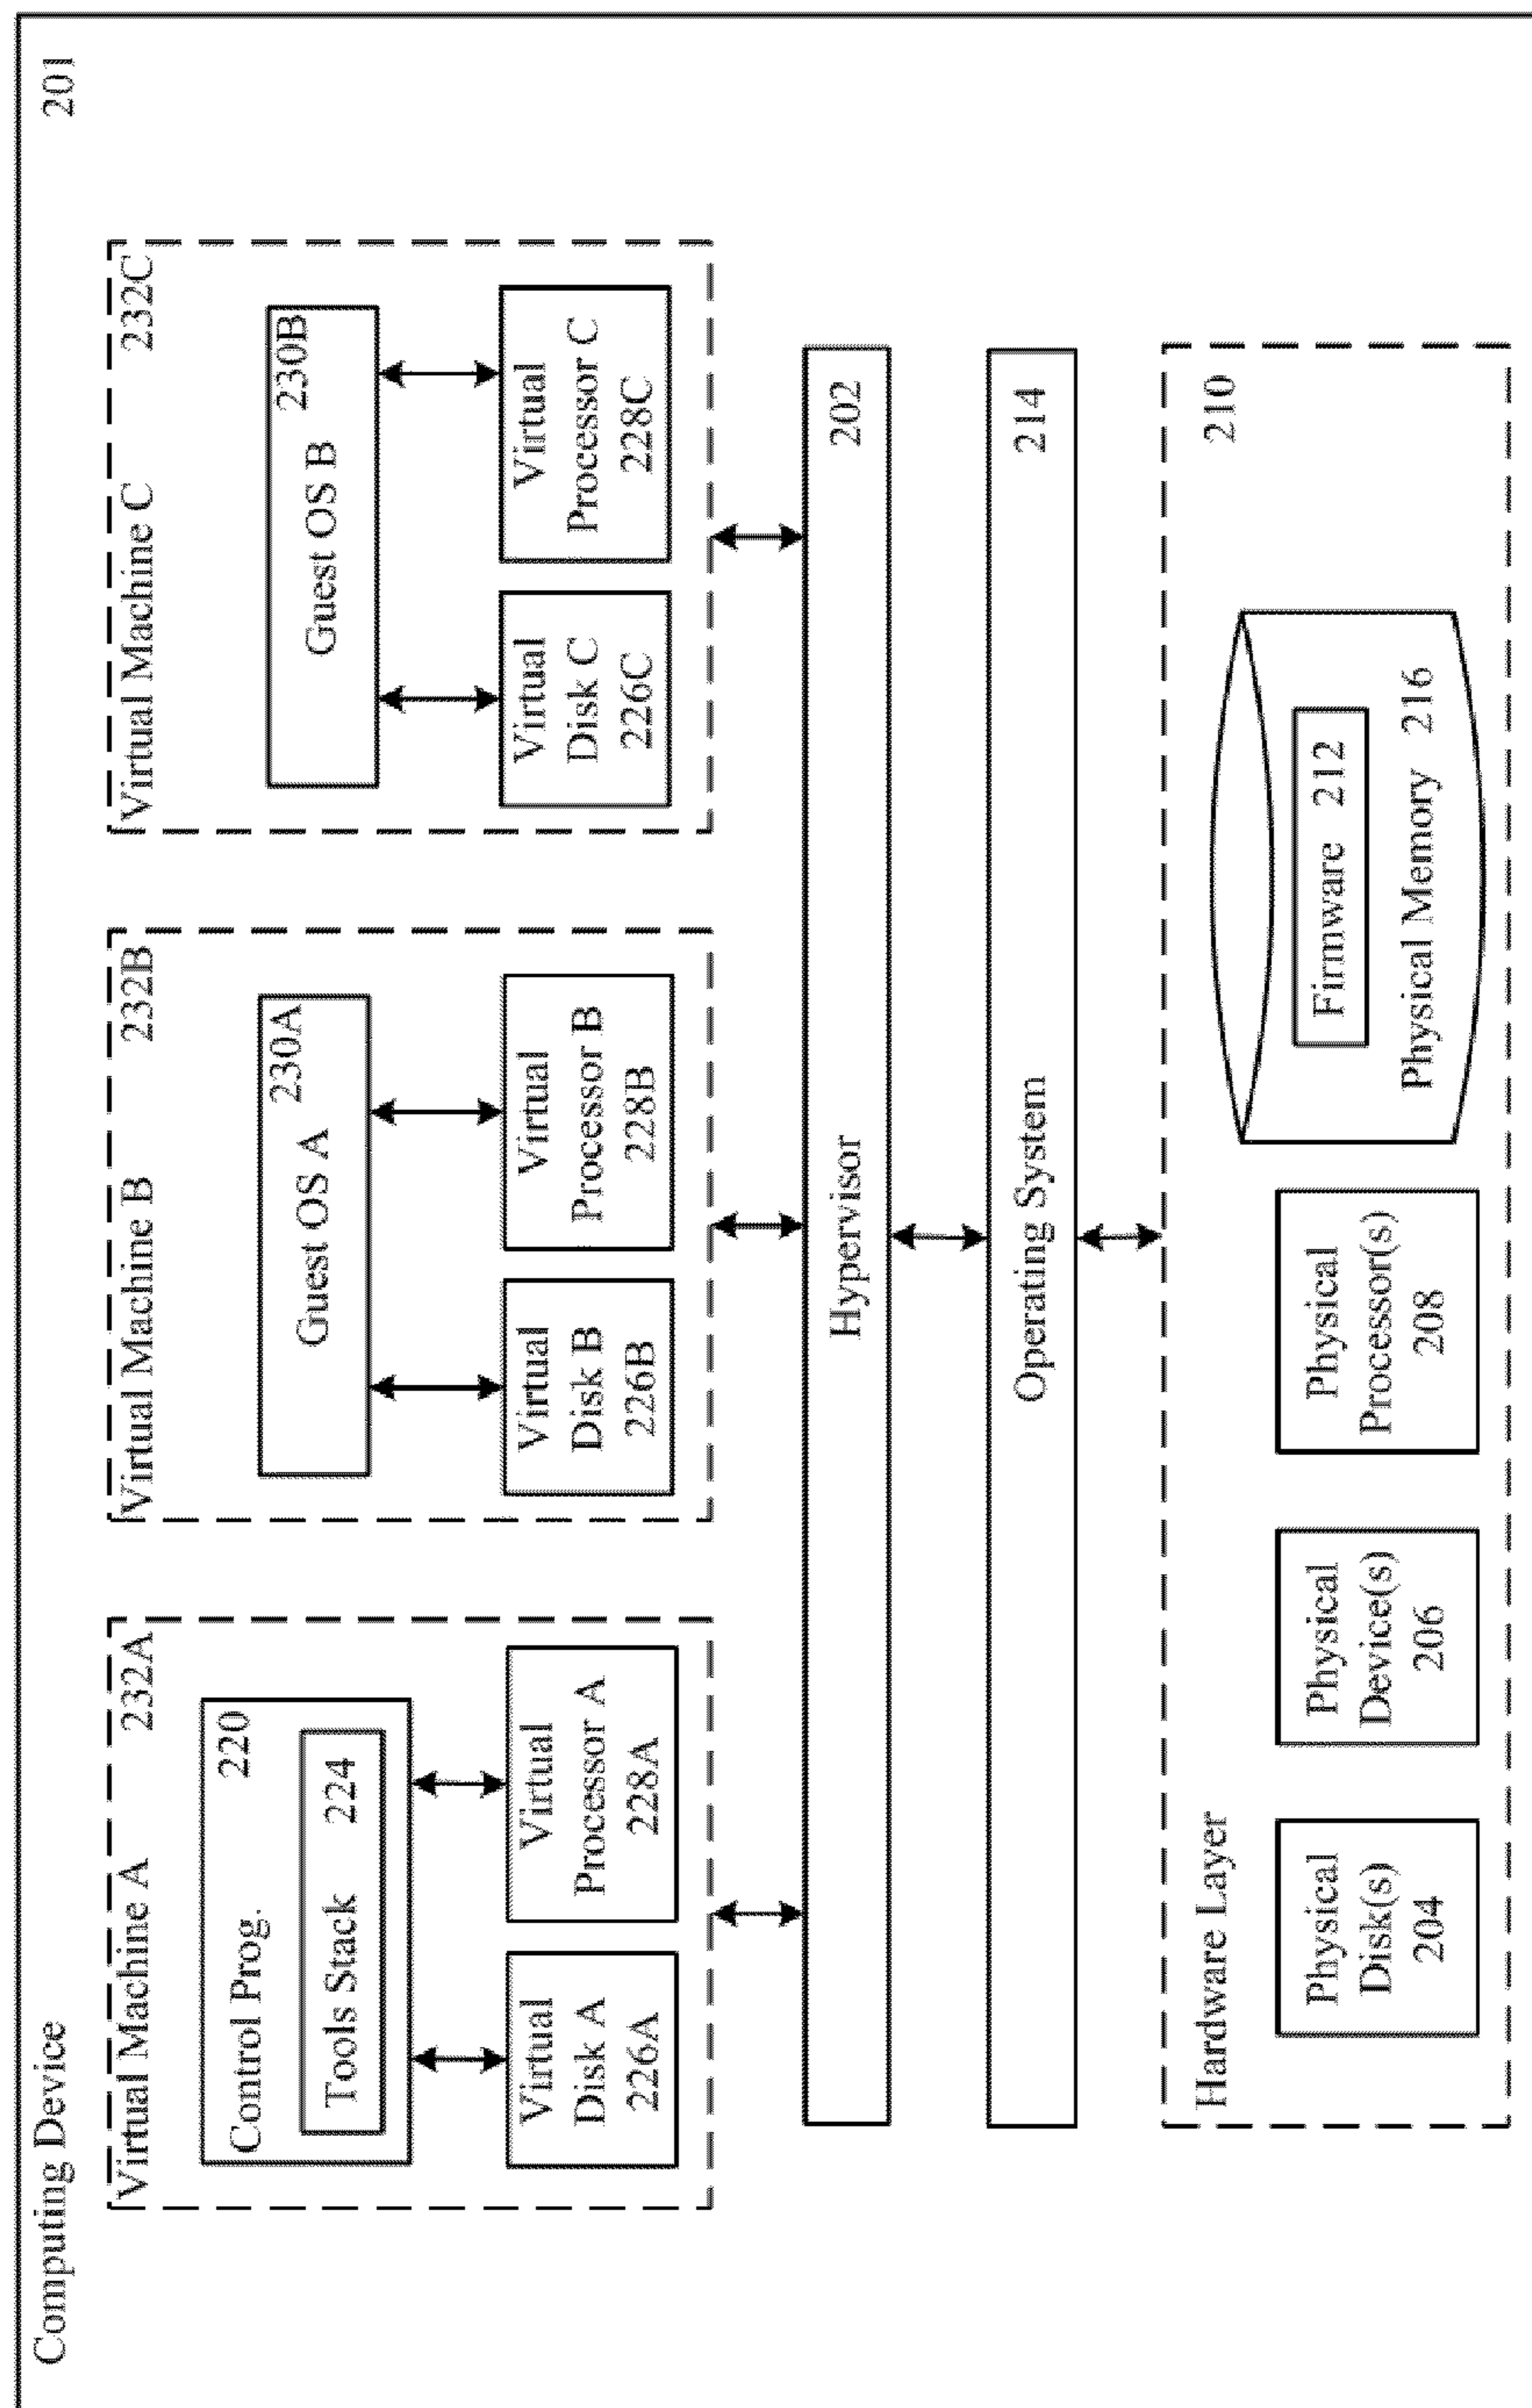 Computing Device
201
Virtual Machine A
232A
Control Prog.
220
Tools Stack
224
Virtual
Disk A
226A
Virtual
Processor A
228A
Virtual Machine B
232B
Guest OS A
230A
Virtual
Disk B
226B
Virtual
Processor B
228B
Virtual Machine C
232C
Guest OS B
230B
Virtual
Disk C
226C
Virtual
Processor C
228C
Hypervisor
202
Operating System
214
Hardware Layer
210
Physical
Disk(s)
204
Physical
Device(s)
206
Physical
Processor(s)
208
Firmware 212
Physical Memory 216